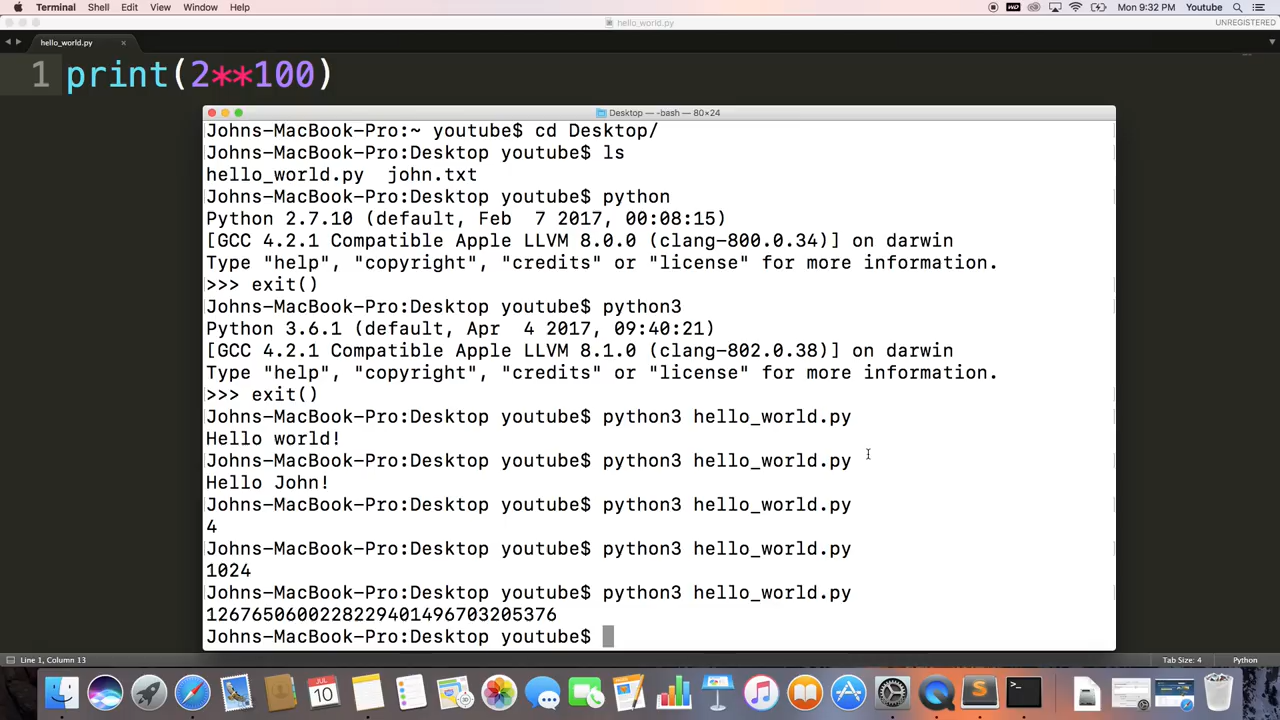 Terminal Shell Edit View Window Help Mon 9:32 PM Youtube
hello_world.py UNREGISTERED
hello_world.py
1 print(2**100)
Desktop — -bash — 80×24
Johns-MacBook-Pro:~ youtube$ cd Desktop/
Johns-MacBook-Pro:Desktop youtube$ ls
hello_world.py john.txt
Johns-MacBook-Pro:Desktop youtube$ python
Python 2.7.10 (default, Feb 7 2017, 00:08:15)
[GCC 4.2.1 Compatible Apple LLVM 8.0.0 (clang-800.0.34)] on darwin
Type "help", "copyright", "credits" or "license" for more information.
>>> exit()
Johns-MacBook-Pro:Desktop youtube$ python3
Python 3.6.1 (default, Apr 4 2017, 09:40:21)
[GCC 4.2.1 Compatible Apple LLVM 8.1.0 (clang-802.0.38)] on darwin
Type "help", "copyright", "credits" or "license" for more information.
>>> exit()
Johns-MacBook-Pro:Desktop youtube$ python3 hello_world.py
Hello world!
Johns-MacBook-Pro:Desktop youtube$ python3 hello_world.py
Hello John!
Johns-MacBook-Pro:Desktop youtube$ python3 hello_world.py
4
Johns-MacBook-Pro:Desktop youtube$ python3 hello_world.py
1024
Johns-MacBook-Pro:Desktop youtube$ python3 hello_world.py
1267650600228229401496703205376
Johns-MacBook-Pro:Desktop youtube$
Line 1, Column 13 Tab Size: 4 Python
JUL
10